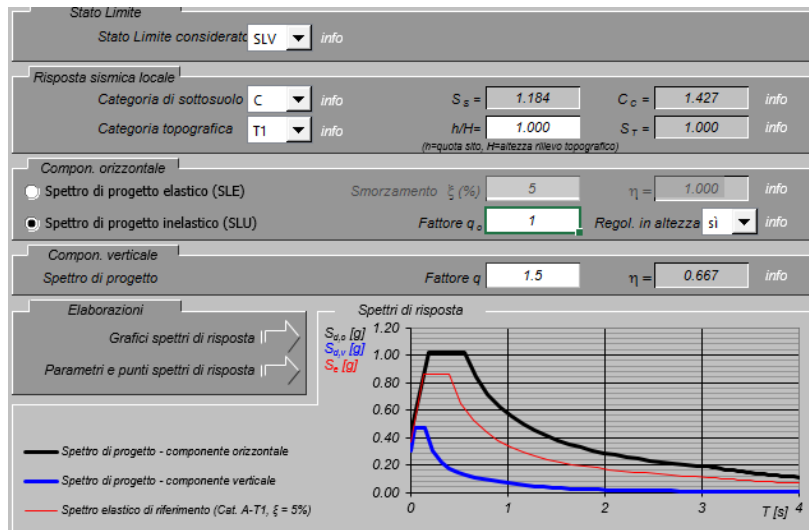 Stato Limite
Stato Limite considerato SLV info
Risposta sismica locale
Categoria di sottosuolo C info S s = 1.184 C c = 1.427 info
Categoria topografica T1 info h/H= 1.000 S T = 1.000 info
(h=quota sito, H=altezza rilievo topografico)
Compon. orizzontale
Spettro di progetto elastico (SLE) Smorzamento ξ (%) 5 η = 1.000 info
Spettro di progetto inelastico (SLU) Fattore q o 1 Regol. in altezza sì info
Compon. verticale
Spettro di progetto Fattore q 1.5 η = 0.667 info
Elaborazioni
Grafici spettri di risposta
Parametri e punti spettri di risposta
Spettri di risposta
S d,o [g]
S d,v [g]
S e [g]
1.20
1.00
0.80
0.60
0.40
0.20
0.00
0 1 2 3 T [s] 4
Spettro di progetto - componente orizzontale
Spettro di progetto - componente verticale
Spettro elastico di riferimento (Cat. A-T1, ξ = 5%)